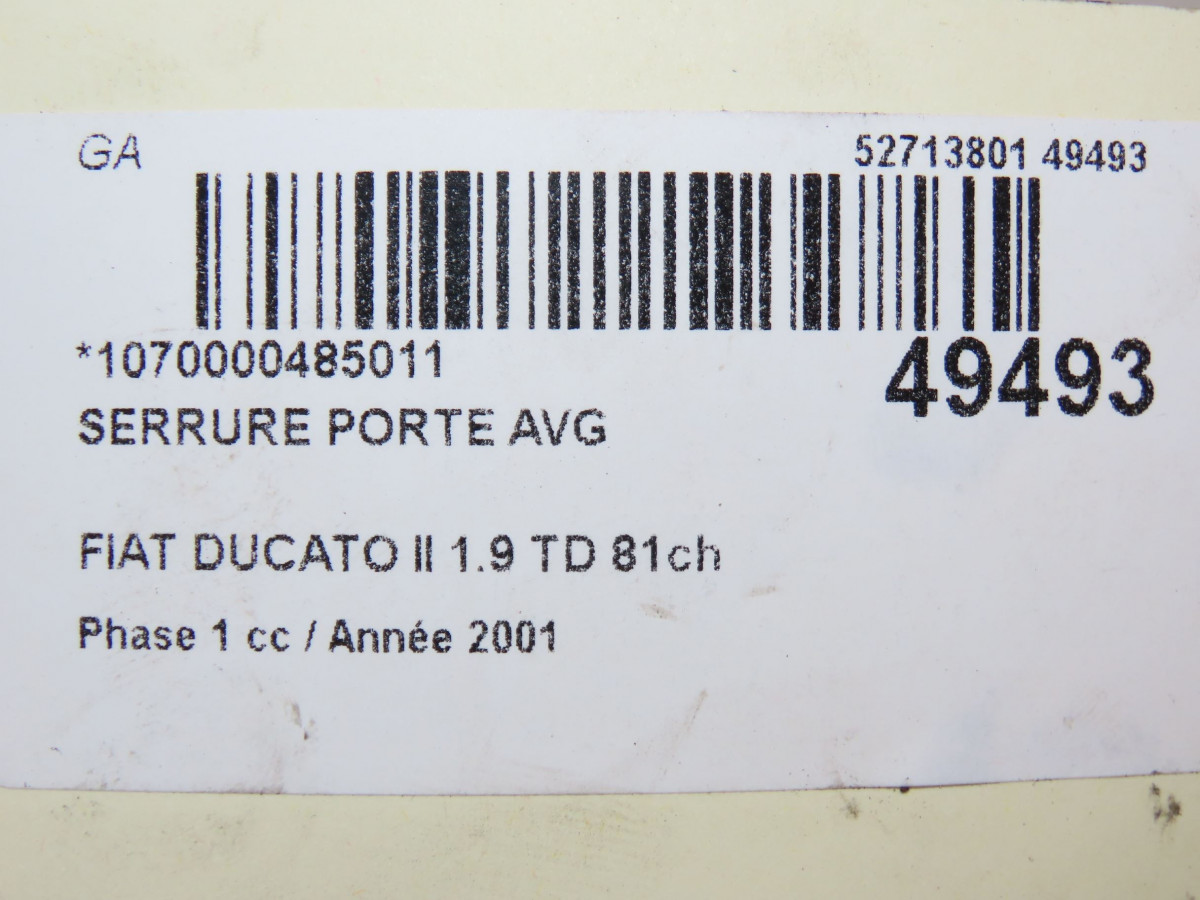 GA 52713801 49493
*1070000485011
49493
SERRURE PORTE AVG
FIAT DUCATO II 1.9 TD 81ch
Phase 1 cc / Année 2001